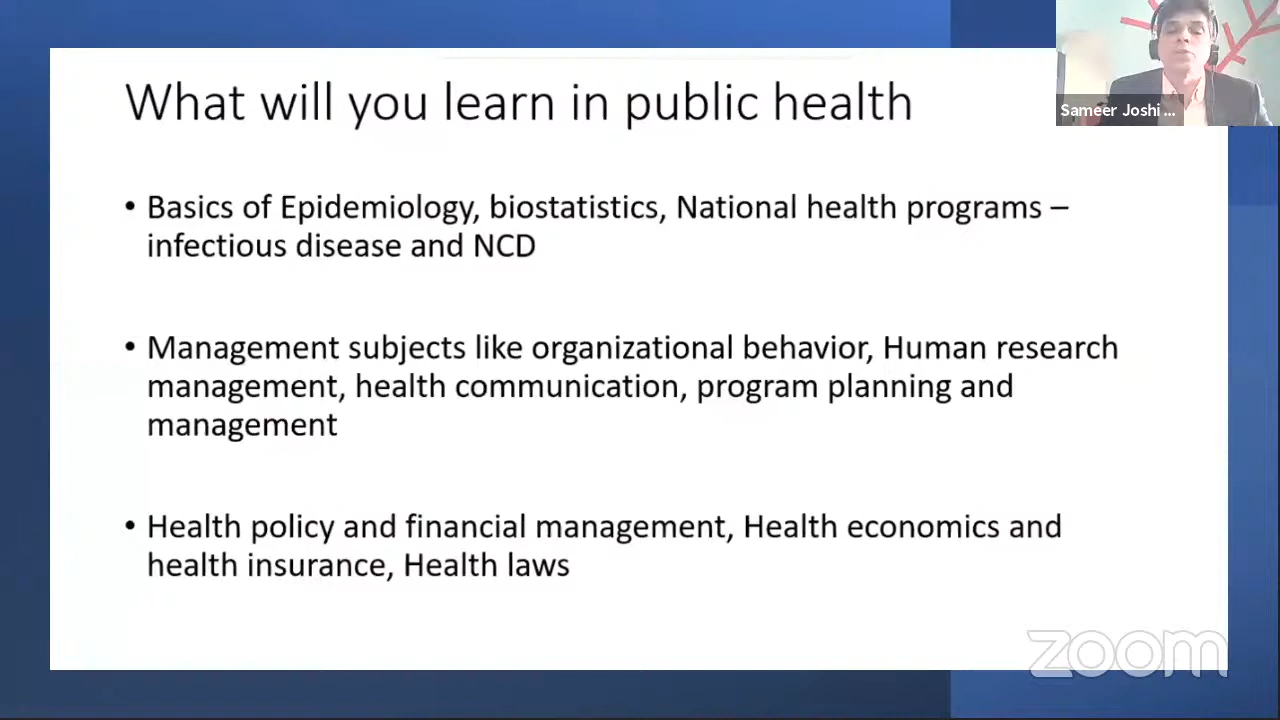 What will you learn in public health
Sameer Joshi ...
• Basics of Epidemiology, biostatistics, National health programs –
infectious disease and NCD
• Management subjects like organizational behavior, Human research
management, health communication, program planning and
management
• Health policy and financial management, Health economics and
health insurance, Health laws
zoom